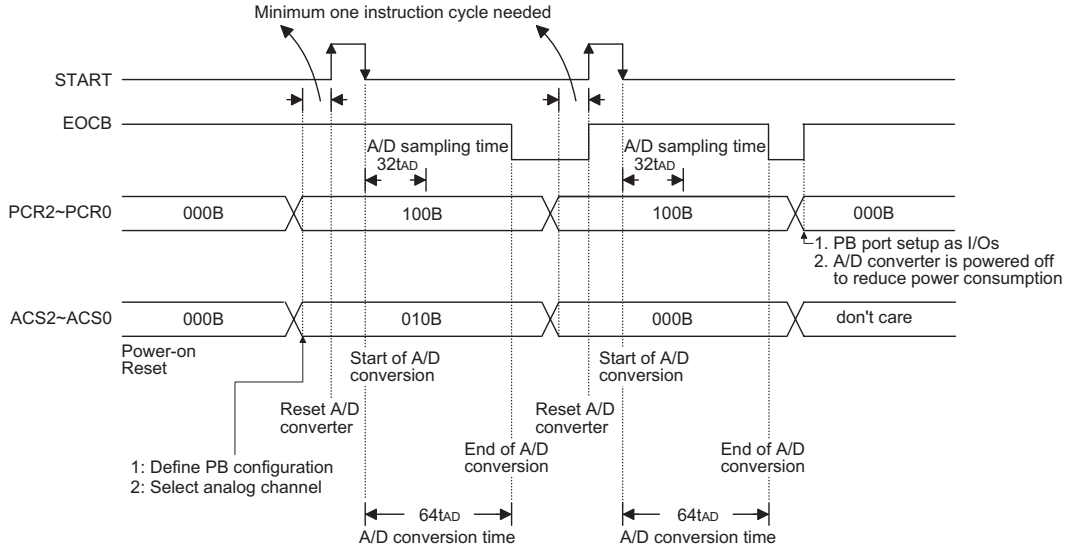 Minimum one instruction cycle needed
START
EOCB
A/D sampling time
32tAD
A/D sampling time
32tAD
PCR2~PCR0
000B
100B
100B
000B
1. PB port setup as I/Os
2. A/D converter is powered off
to reduce power consumption
ACS2~ACS0
000B
010B
000B
don't care
Power-on
Reset
Start of A/D
conversion
Start of A/D
conversion
Reset A/D
converter
Reset A/D
converter
End of A/D
conversion
End of A/D
conversion
1: Define PB configuration
2: Select analog channel
64tAD
A/D conversion time
64tAD
A/D conversion time